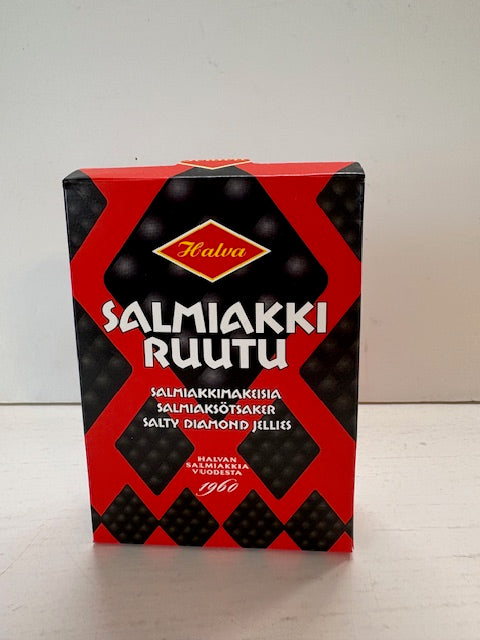 Halva
SALMIAKKI
RUUTU
SALMIAKKIMAKEISIA
SALMIAKSÖTSAKER
SALTY DIAMOND JELLIES
HALVAN
SALMIAKKIA
VUODESTA
1960